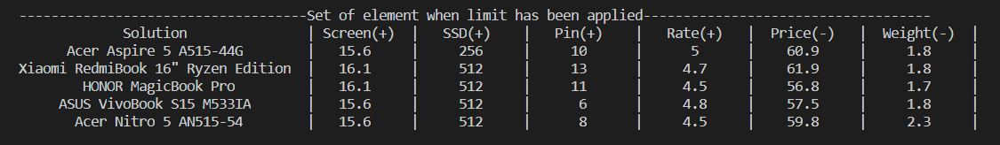 -----------------------------------Set of element when limit has been applied-----------------------------------
Solution | Screen(+) | SSD(+) | Pin(+) | Rate(+) | Price(-) | Weight(-) |
Acer Aspire 5 A515-44G | 15.6 | 256 | 10 | 5 | 60.9 | 1.8 |
Xiaomi RedmiBook 16" Ryzen Edition | 16.1 | 512 | 13 | 4.7 | 61.9 | 1.8 |
HONOR MagicBook Pro | 16.1 | 512 | 11 | 4.5 | 56.8 | 1.7 |
ASUS VivoBook S15 M533IA | 15.6 | 512 | 6 | 4.8 | 57.5 | 1.8 |
Acer Nitro 5 AN515-54 | 15.6 | 512 | 8 | 4.5 | 59.8 | 2.3 |